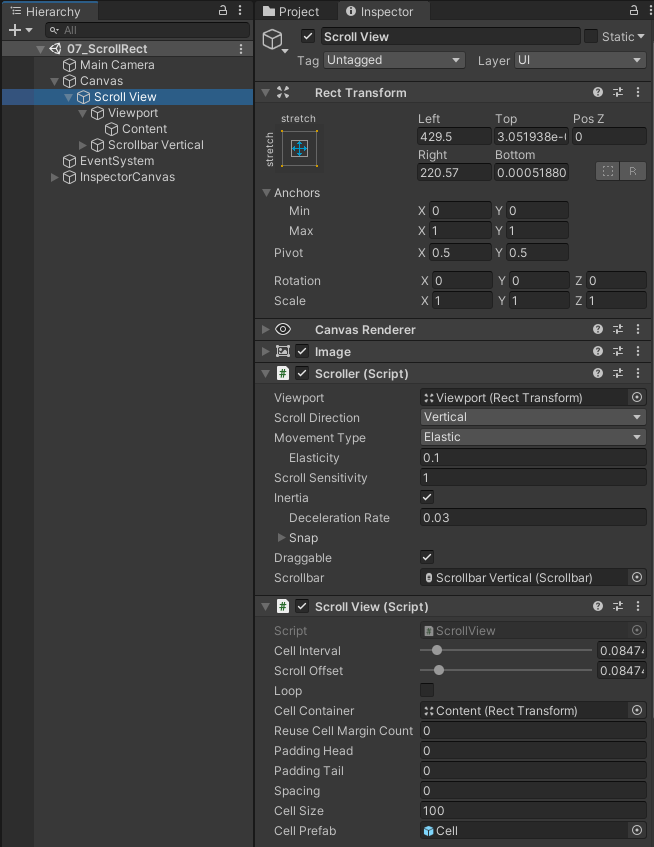 Hierarchy
All
07_ScrollRect
Main Camera
Canvas
Scroll View
Viewport
Content
Scrollbar Vertical
EventSystem
InspectorCanvas
Project Inspector
Scroll View Static
Tag Untagged Layer UI
Rect Transform
stretch
stretch
Left Top Pos Z
429.5 3.051938e- 0
Right Bottom
220.57 0.00051880 R
Anchors
Min X 0 Y 0
Max X 1 Y 1
Pivot X 0.5 Y 0.5
Rotation X 0 Y 0 Z 0
Scale X 1 Y 1 Z 1
Canvas Renderer
Image
# Scroller (Script)
Viewport Viewport (Rect Transform)
Scroll Direction Vertical
Movement Type Elastic
Elasticity 0.1
Scroll Sensitivity 1
Inertia
Deceleration Rate 0.03
Snap
Draggable
Scrollbar Scrollbar Vertical (Scrollbar)
# Scroll View (Script)
Script # ScrollView
Cell Interval 0.0847
Scroll Offset 0.0847
Loop
Cell Container Content (Rect Transform)
Reuse Cell Margin Count 0
Padding Head 0
Padding Tail 0
Spacing 0
Cell Size 100
Cell Prefab Cell